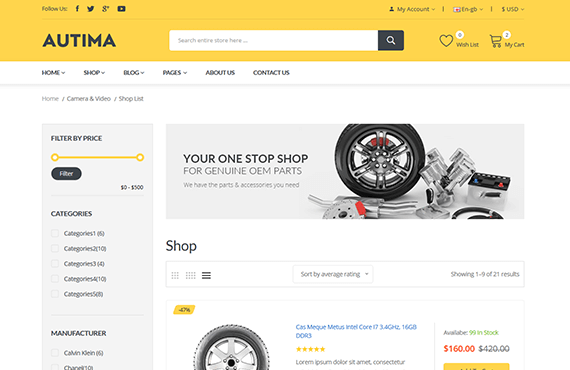 Follow Us:
My Account
En-gb
$ USD
AUTIMA
Search entire store here ...
0
Wish List
2
My Cart
HOME
SHOP
BLOG
PAGES
ABOUT US
CONTACT US
Home / Camera & Video / Shop List
FILTER BY PRICE
Filter
$0 - $500
CATEGORIES
Categories1 (6)
Categories2(10)
Categories3 (4)
Categories4(10)
Categories5(8)
MANUFACTURER
Calvin Klein (6)
Chanel(10)
YOUR ONE STOP SHOP
FOR GENUINE OEM PARTS
We have the parts & accessories you need
Shop
Sort by average rating
Showing 1–9 of 21 results
-47%
Cas Meque Metus Intel Core I7 3.4GHz, 16GB
DDR3
Lorem ipsum dolor sit amet, consectetur
Availabe: 99 In Stock
$160.00 $420.00